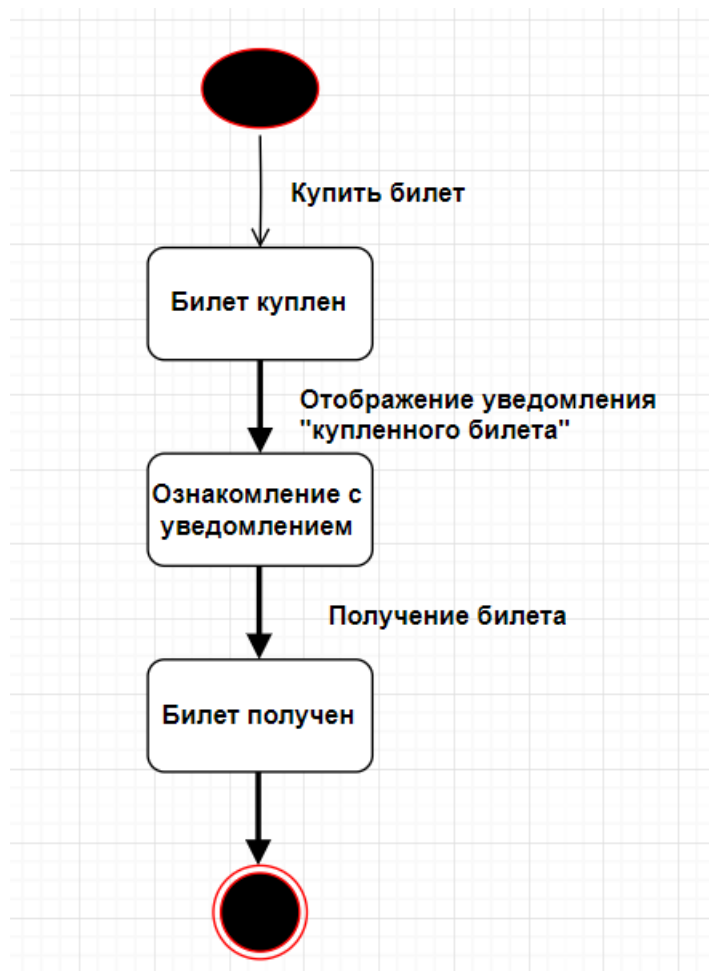 Купить билет
Билет куплен
Отображение уведомления
"купленного билета"
Ознакомление с
уведомлением
Получение билета
Билет получен